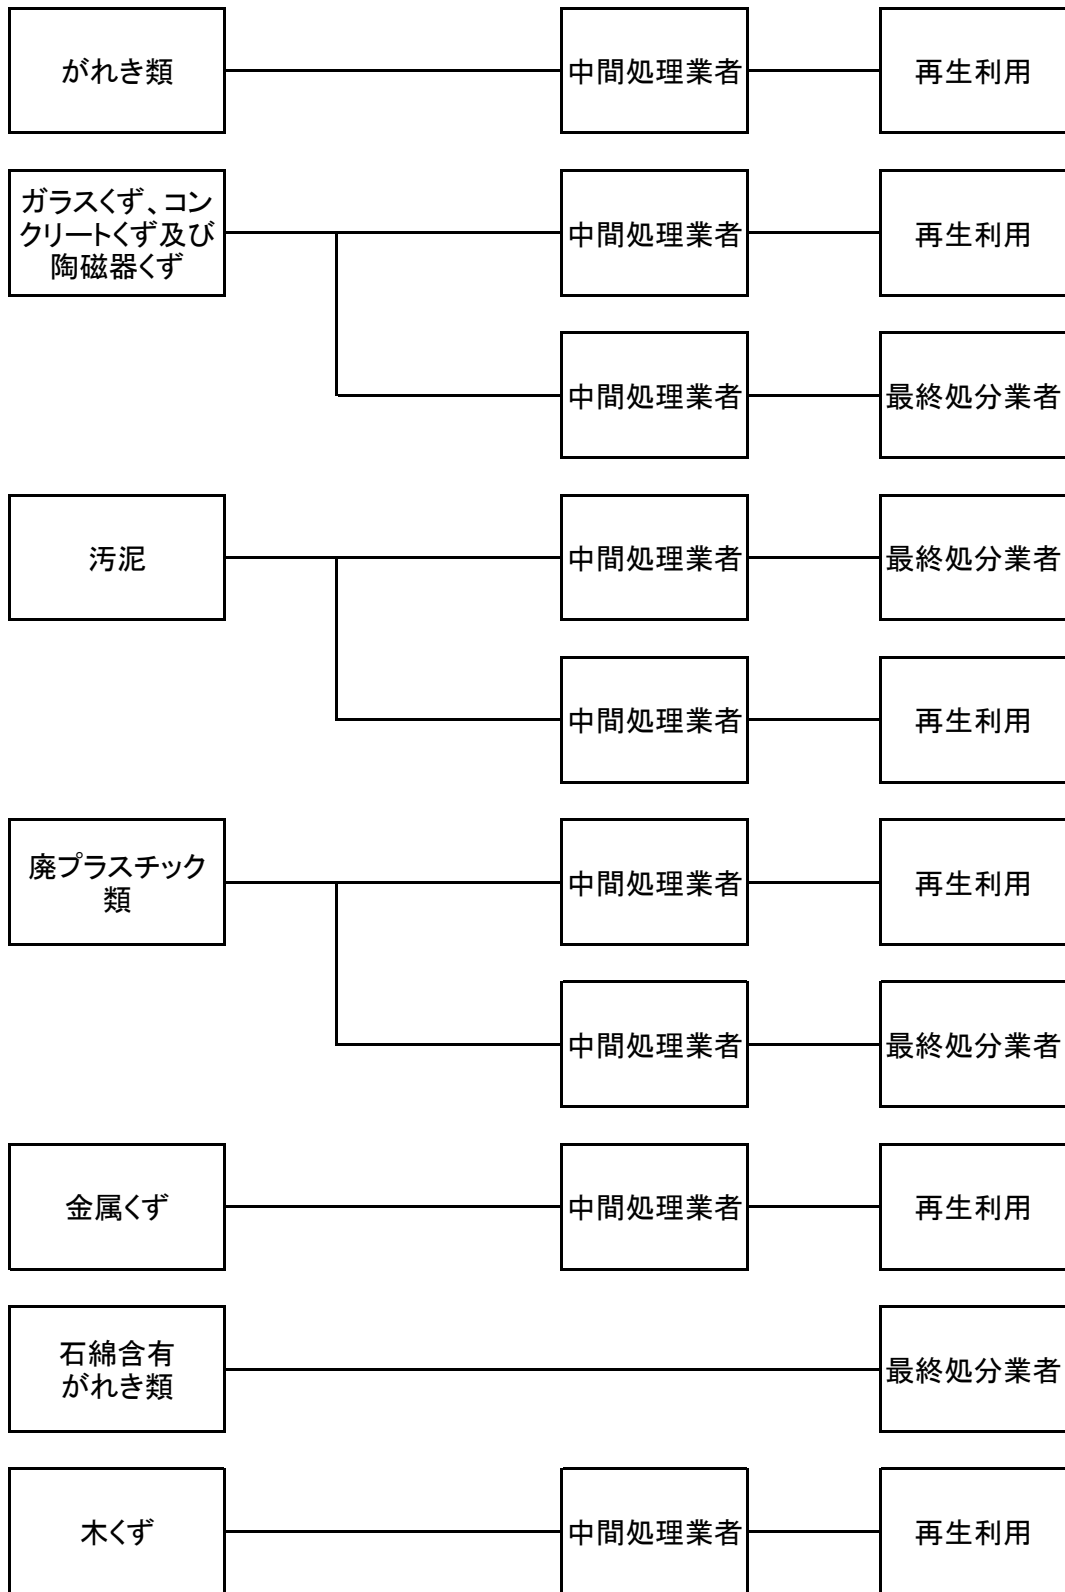 がれき類
中間処理業者
再生利用
ガラスくず、コン
クリートくず及び
陶磁器くず
中間処理業者
再生利用
中間処理業者
最終処分業者
汚泥
中間処理業者
最終処分業者
中間処理業者
再生利用
廃プラスチック
類
中間処理業者
再生利用
中間処理業者
最終処分業者
金属くず
中間処理業者
再生利用
石綿含有
がれき類
最終処分業者
木くず
中間処理業者
再生利用